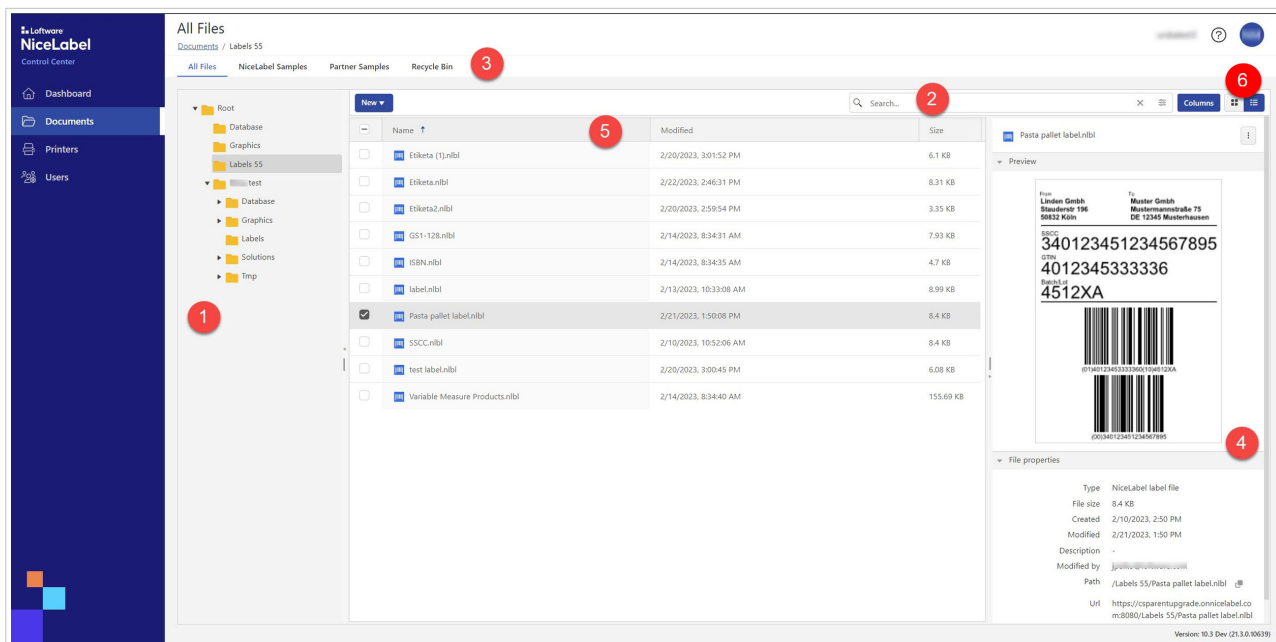 Loftware
NiceLabel
Control Center
Dashboard
Documents
Printers
Users
All Files
Documents / Labels 55
All Files NiceLabel Samples Partner Samples Recycle Bin
3
6
Root
Database
Graphics
Labels 55
test
Database
Graphics
Labels
Solutions
Tmp
1
New
Search...
2
Columns
Name Modified Size
5
Etiketa (1).nlbl 2/20/2023, 3:01:52 PM 6.1 KB
Etiketa.nlbl 2/22/2023, 2:46:31 PM 8.31 KB
Etiketa2.nlbl 2/20/2023, 2:59:54 PM 3.35 KB
GS1-128.nlbl 2/14/2023, 8:34:31 AM 7.93 KB
ISBN.nlbl 2/14/2023, 8:34:35 AM 4.7 KB
label.nlbl 2/13/2023, 10:33:08 AM 8.99 KB
Pasta pallet label.nlbl 2/21/2023, 1:50:08 PM 8.4 KB
SSCC.nlbl 2/10/2023, 10:52:06 AM 8.4 KB
test label.nlbl 2/20/2023, 3:00:45 PM 6.08 KB
Variable Measure Products.nlbl 2/14/2023, 8:34:40 AM 155.69 KB
Pasta pallet label.nlbl
Preview
From To
Linden Gmbh Muster Gmbh
Stauderstr 196 Mustermannstraße 75
50832 Köln DE 12345 Musterhausen
SSCC
340123451234567895
GTIN
4012345333336
Batch/Lot
4512XA
(01)40123453333360(10)4512XA
(00)340123451234567895
4
File properties
Type NiceLabel label file
File size 8.4 KB
Created 2/10/2023, 2:50 PM
Modified 2/21/2023, 1:50 PM
Description -
Modified by
Path /Labels 55/Pasta pallet label.nlbl
Url https://csparentupgrade.onnicelabel.co
m:8080/Labels 55/Pasta pallet label.nlbl
Version: 10.3 Dev (21.3.0.10639)